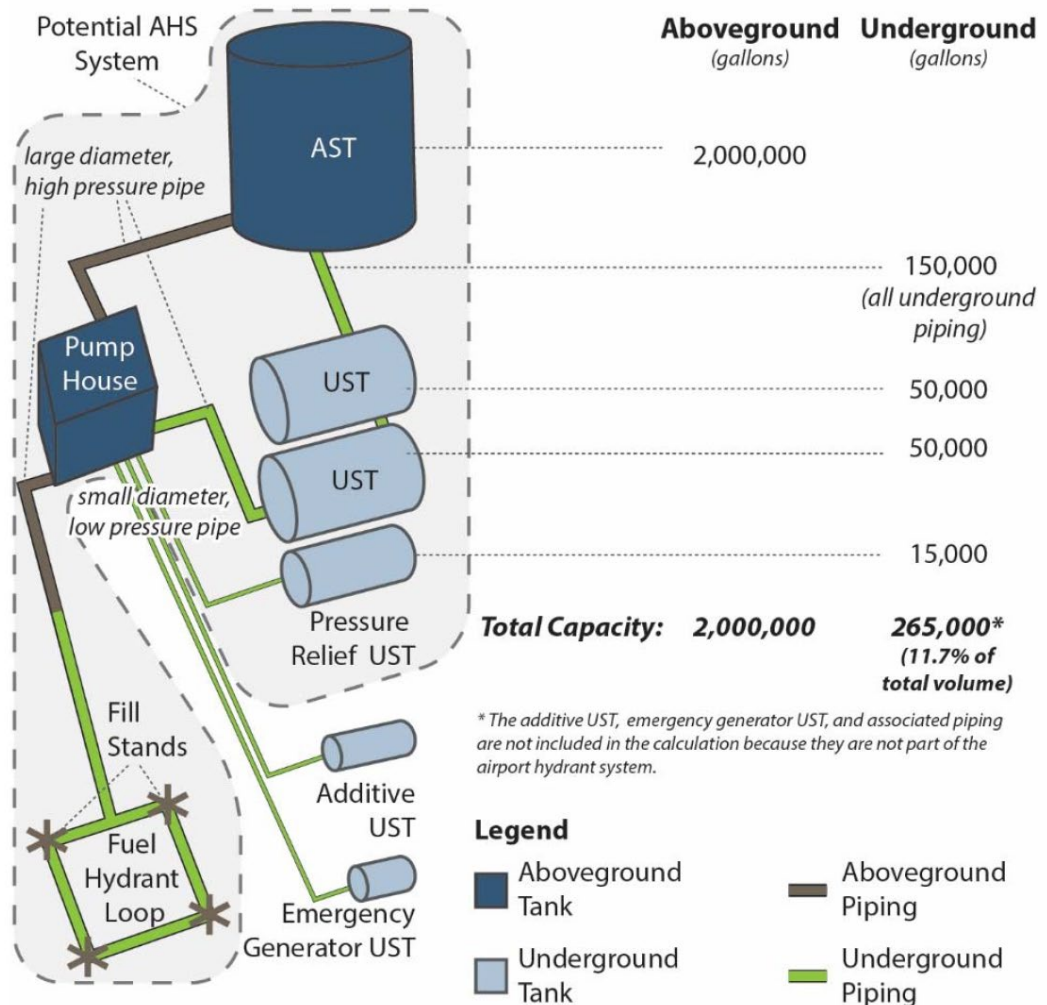 Potential AHS
System
Aboveground
(gallons)
Underground
(gallons)
large diameter,
high pressure pipe
AST
2,000,000
150,000
(all underground
piping)
Pump
House
UST
50,000
UST
50,000
small diameter,
low pressure pipe
15,000
Pressure
Relief UST
Total Capacity: 2,000,000 265,000*
(11.7% of
total volume)
* The additive UST, emergency generator UST, and associated piping
are not included in the calculation because they are not part of the
airport hydrant system.
Fill
Stands
Fuel
Hydrant
Loop
Additive
UST
Emergency
Generator UST
Legend
Aboveground
Tank
Aboveground
Piping
Underground
Tank
Underground
Piping